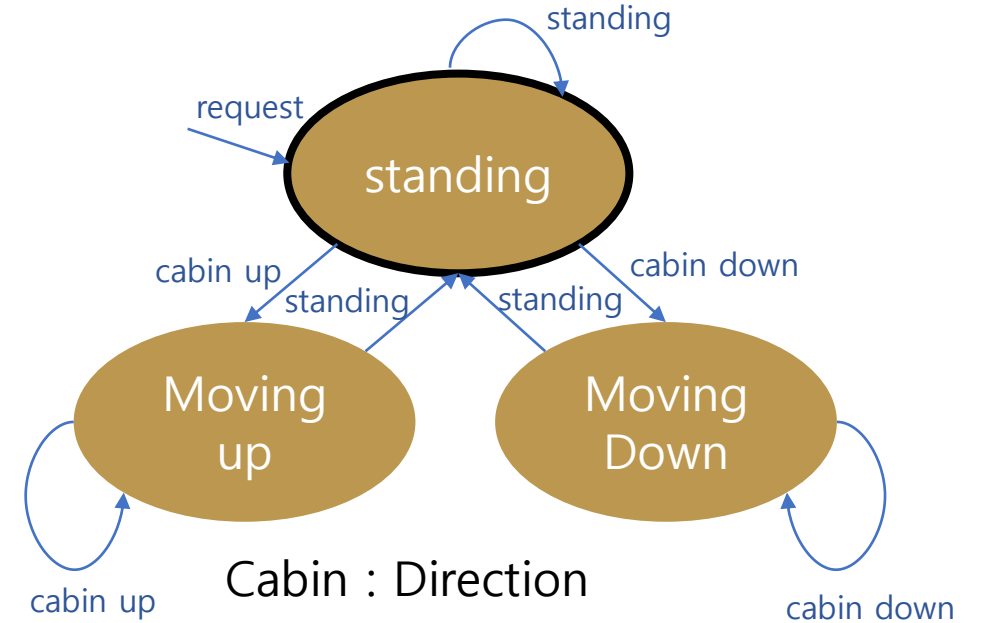 standing
request
standing
cabin up
cabin down
standing
standing
Moving
up
Moving
Down
Cabin : Direction
cabin up
cabin down